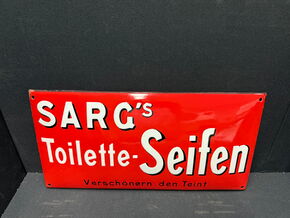 SARG'S
Toilette-Seifen
Verschönern den Teint